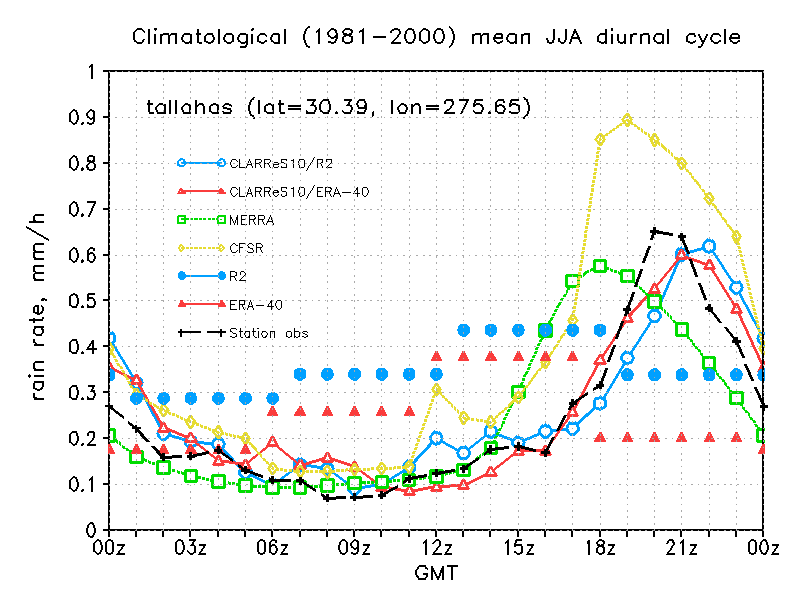 Climatological (1981-2000) mean JJA diurnal cycle
tallahas (lat=30.39, lon=275.65)
CLARReS10/R2
CLARReS10/ERA-40
MERRA
CFSR
R2
ERA-40
Station obs
rain rate, mm/h
1
0.9
0.8
0.7
0.6
0.5
0.4
0.3
0.2
0.1
0
00z 03z 06z 09z 12z 15z 18z 21z 00z
GMT